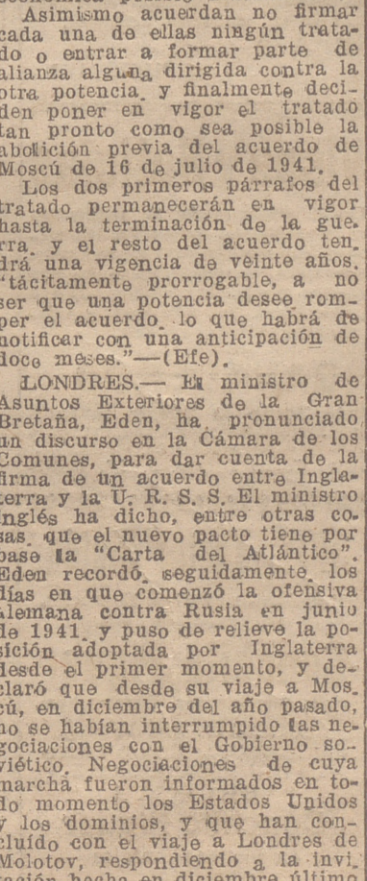 Asimismo acuerdan no firmar
cada una de ellas ningún trata-
do o entrar a formar parte de
alianza alguna dirigida contra la
otra potencia, y finalmente deci-
den poner en vigor el tratado
tan pronto como sea posible la
abolición previa del acuerdo de
Moscú de 16 de julio de 1941.
Los dos primeros párrafos del
tratado permanecerán en vigor
hasta la terminación de la gue-
rra, y el resto del acuerdo ten.
drá una vigencia de veinte años,
"tácitamente prorrogable, a no
ser que una potencia desee rom-
per el acuerdo, lo que habrá de
notificar con una anticipación de
doce meses."—(Efe).
LONDRES.— El ministro de
Asuntos Exteriores de la Gran
Bretaña, Eden, ha pronunciado
un discurso en la Cámara de los
Comunes, para dar cuenta de la
firma de un acuerdo entre Ingla-
terra y la U. R. S. S. El ministro
inglés ha dicho, entre otras co-
sas, que el nuevo pacto tiene por
base la "Carta del Atlántico".
Eden recordó, seguidamente, los
días en que comenzó la ofensiva
alemana contra Rusia en junio
de 1941, y puso de relieve la po-
sición adoptada por Inglaterra
desde el primer momento, y de-
claró que desde su viaje a Mos.
cú, en diciembre del año pasado,
no se habían interrumpido las ne-
gociaciones con el Gobierno so-
viético. Negociaciones de cuya
marcha fueron informados en to-
do momento los Estados Unidos
y los dominios, y que han con-
cluído con el viaje a Londres de
Molotov, respondiendo a la invi.
tación hecha en diciembre último